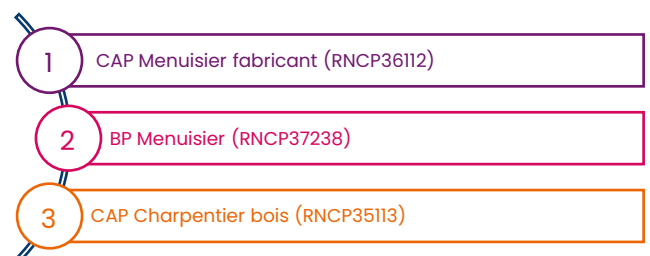 1
CAP Menuisier fabricant (RNCP36112)
2
BP Menuisier (RNCP37238)
3
CAP Charpentier bois (RNCP35113)